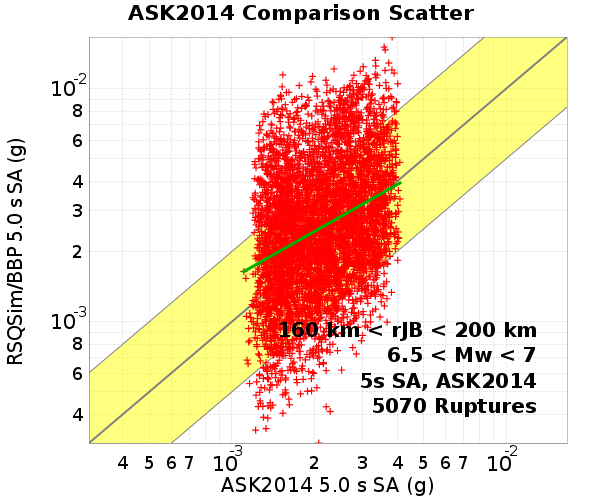 ASK2014 Comparison Scatter
RSQSim/BBP 5.0 s SA (g)
10-2
8
6
4
3
2
10-3
8
6
4
160 km < rJB < 200 km
6.5 < Mw < 7
5s SA, ASK2014
5070 Ruptures
4 5 6 7 10-3 2 3 4 5 6 7 10-2
ASK2014 5.0 s SA (g)